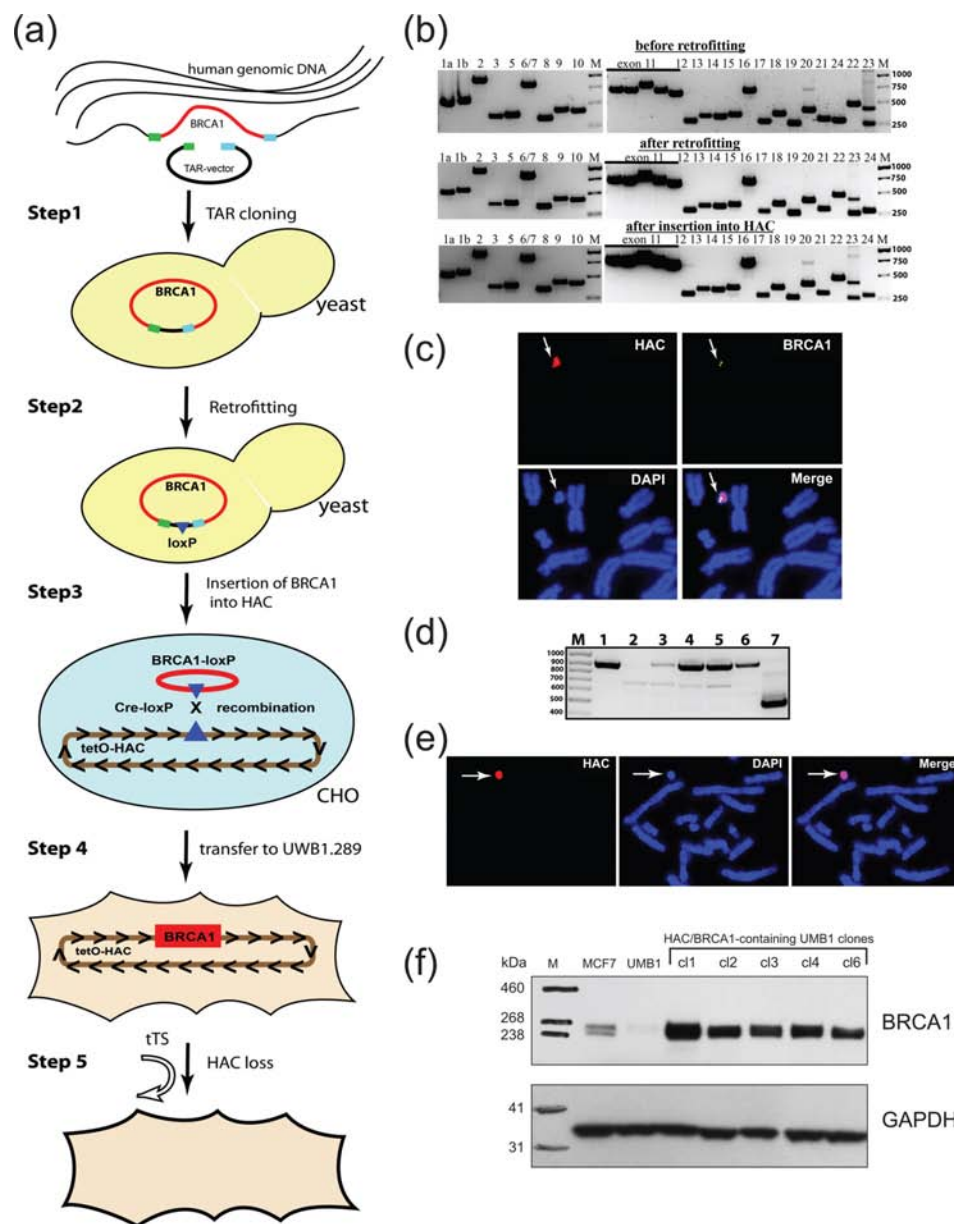 (a)
human genomic DNA
BRCA1
TAR-vector
Step1
TAR cloning
BRCA1
yeast
Step2
Retrofitting
BRCA1
loxP
yeast
Step3
Insertion of BRCA1
into HAC
BRCA1-loxP
Cre-loxP X recombination
tetO-HAC
CHO
Step 4
transfer to UWB1.289
BRCA1
tetO-HAC
Step 5
tTS
HAC loss
(b)
before retrofitting
1a 1b 2 3 5 6/7 8 9 10 M exon 11 12 13 14 15 16 17 18 19 20 21 22 24 22 23 M
1000
750
500
250
after retrofitting
1a 1b 2 3 5 6/7 8 9 10 M exon 11 12 13 14 15 16 17 18 19 20 21 22 23 24 M
1000
750
500
250
after insertion into HAC
1a 1b 2 3 5 6/7 8 9 10 M exon 11 12 13 14 15 16 17 18 19 20 21 22 23 24 M
1000
750
500
250
(c)
HAC
BRCA1
DAPI
Merge
(d)
M 1 2 3 4 5 6 7
1000
900
800
700
600
500
400
(e)
HAC
DAPI
Merge
(f)
HAC/BRCA1-containing UMB1 clones
kDa M MCF7 UMB1 cl1 cl2 cl3 cl4 cl6
460
268
238
BRCA1
41
31
GAPDH